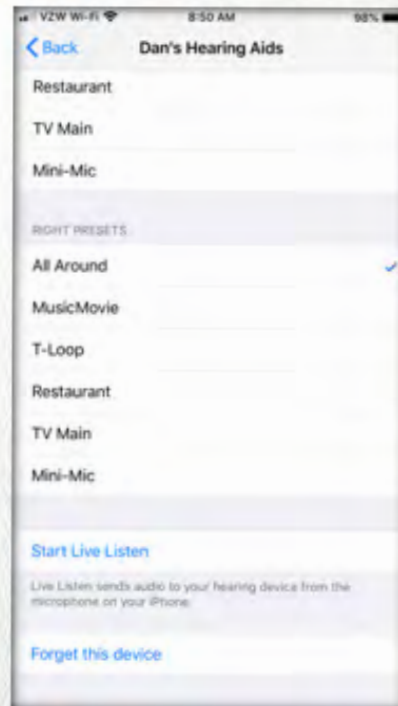 VZW Wi-Fi 8:50 AM 98%
Back Dan's Hearing Aids
Restaurant
TV Main
Mini-Mic
RIGHT PRESETS
All Around
MusicMovie
T-Loop
Restaurant
TV Main
Mini-Mic
Start Live Listen
Live Listen sends audio to your hearing device from the
microphone on your iPhone.
Forget this device